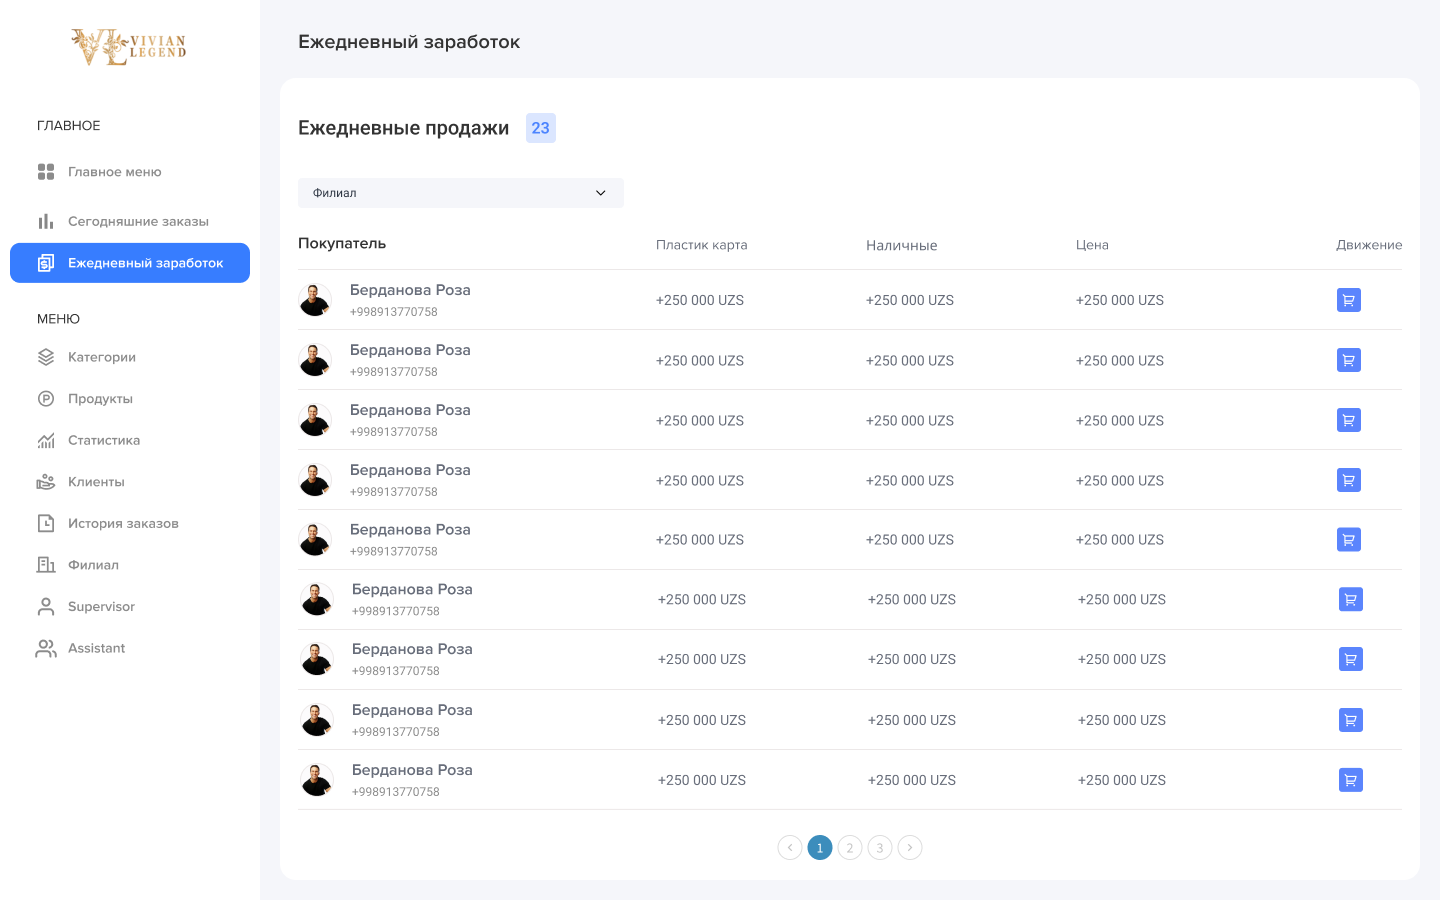 VIVIAN
LEGEND
ГЛАВНОЕ
Главное меню
Сегодняшние заказы
Ежедневный заработок
МЕНЮ
Категории
Продукты
Статистика
Клиенты
История заказов
Филиал
Supervisor
Assistant
Ежедневный заработок
Ежедневные продажи 23
Филиал
Покупатель Пластик карта Наличные Цена Движение
Берданова Роза
+998913770758
+250 000 UZS +250 000 UZS +250 000 UZS
Берданова Роза
+998913770758
+250 000 UZS +250 000 UZS +250 000 UZS
Берданова Роза
+998913770758
+250 000 UZS +250 000 UZS +250 000 UZS
Берданова Роза
+998913770758
+250 000 UZS +250 000 UZS +250 000 UZS
Берданова Роза
+998913770758
+250 000 UZS +250 000 UZS +250 000 UZS
Берданова Роза
+998913770758
+250 000 UZS +250 000 UZS +250 000 UZS
Берданова Роза
+998913770758
+250 000 UZS +250 000 UZS +250 000 UZS
Берданова Роза
+998913770758
+250 000 UZS +250 000 UZS +250 000 UZS
Берданова Роза
+998913770758
+250 000 UZS +250 000 UZS +250 000 UZS
1 2 3